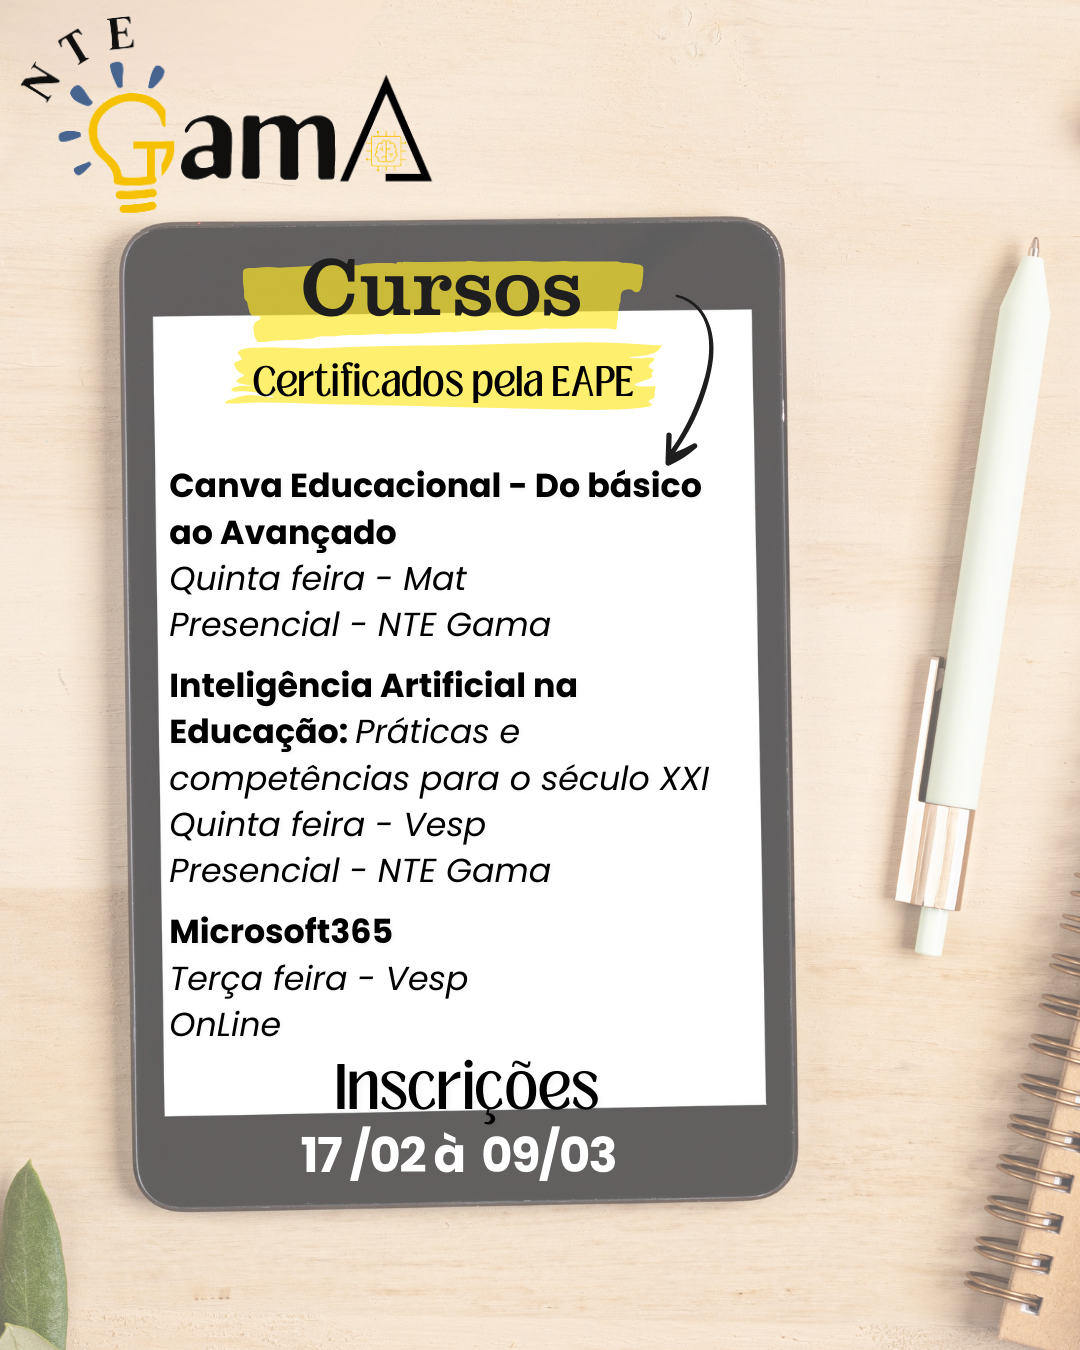 NTE
GamA
Cursos
Certificados pela EAPE
Canva Educacional - Do básico
ao Avançado
Quinta feira - Mat
Presencial - NTE Gama
Inteligência Artificial na
Educação: Práticas e
competências para o século XXI
Quinta feira - Vesp
Presencial - NTE Gama
Microsoft365
Terça feira - Vesp
OnLine
Inscrições
17 /02 à 09/03